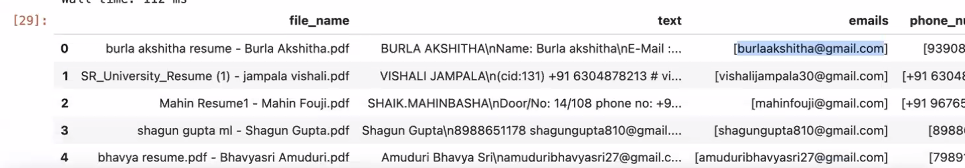 Wall time: 112 ms
[29]:
file_name text emails phone_n
0 burla akshitha resume - Burla Akshitha.pdf BURLA AKSHITHA\nName: Burla akshitha\nE-Mail :... [burlaakshitha@gmail.com] [93908
1 SR_University_Resume (1) - jampala vishali.pdf VISHALI JAMPALA\n(cid:131) +91 6304878213 # vi... [vishalijampala30@gmail.com] [+91 6304
2 Mahin Resume1 - Mahin Fouji.pdf SHAIK.MAHINBASHA\nDoor/No: 14/108 phone no: +9... [mahinfouji@gmail.com] [+91 96765
3 shagun gupta ml - Shagun Gupta.pdf Shagun Gupta\n8988651178 shagungupta810@gmail.... [shagungupta810@gmail.com] [8988
4 bhavya resume.pdf - Bhavyasri Amuduri.pdf Amuduri Bhavya Sri\namuduribhavyasri27@gmail.c... [amuduribhavyasri27@gmail.com] [7989